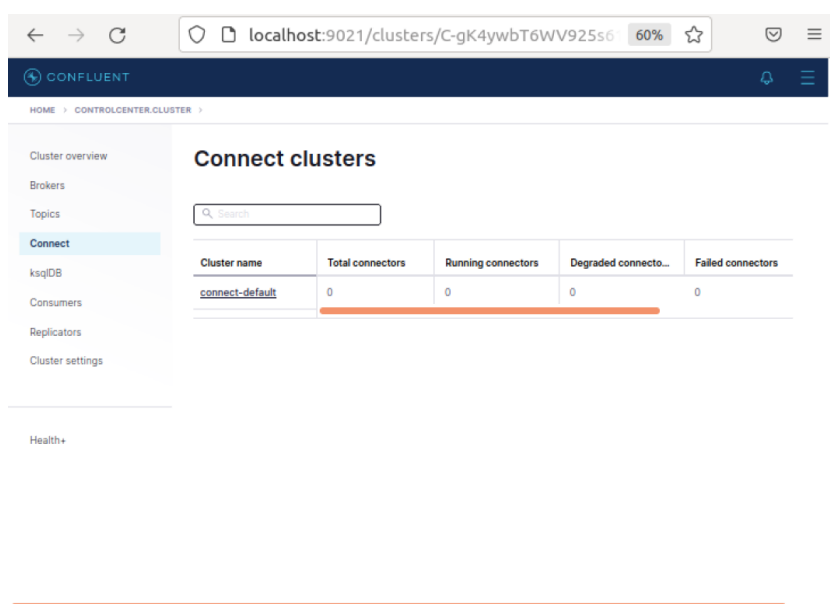 localhost:9021/clusters/C-gK4ywbT6WV925s6
60%
CONFLUENT
HOME > CONTROLCENTER.CLUSTER >
Cluster overview
Brokers
Topics
Connect
ksqlDB
Consumers
Replicators
Cluster settings
Health+
Connect clusters
Search
Cluster name Total connectors Running connectors Degraded connecto... Failed connectors
connect-default 0 0 0 0